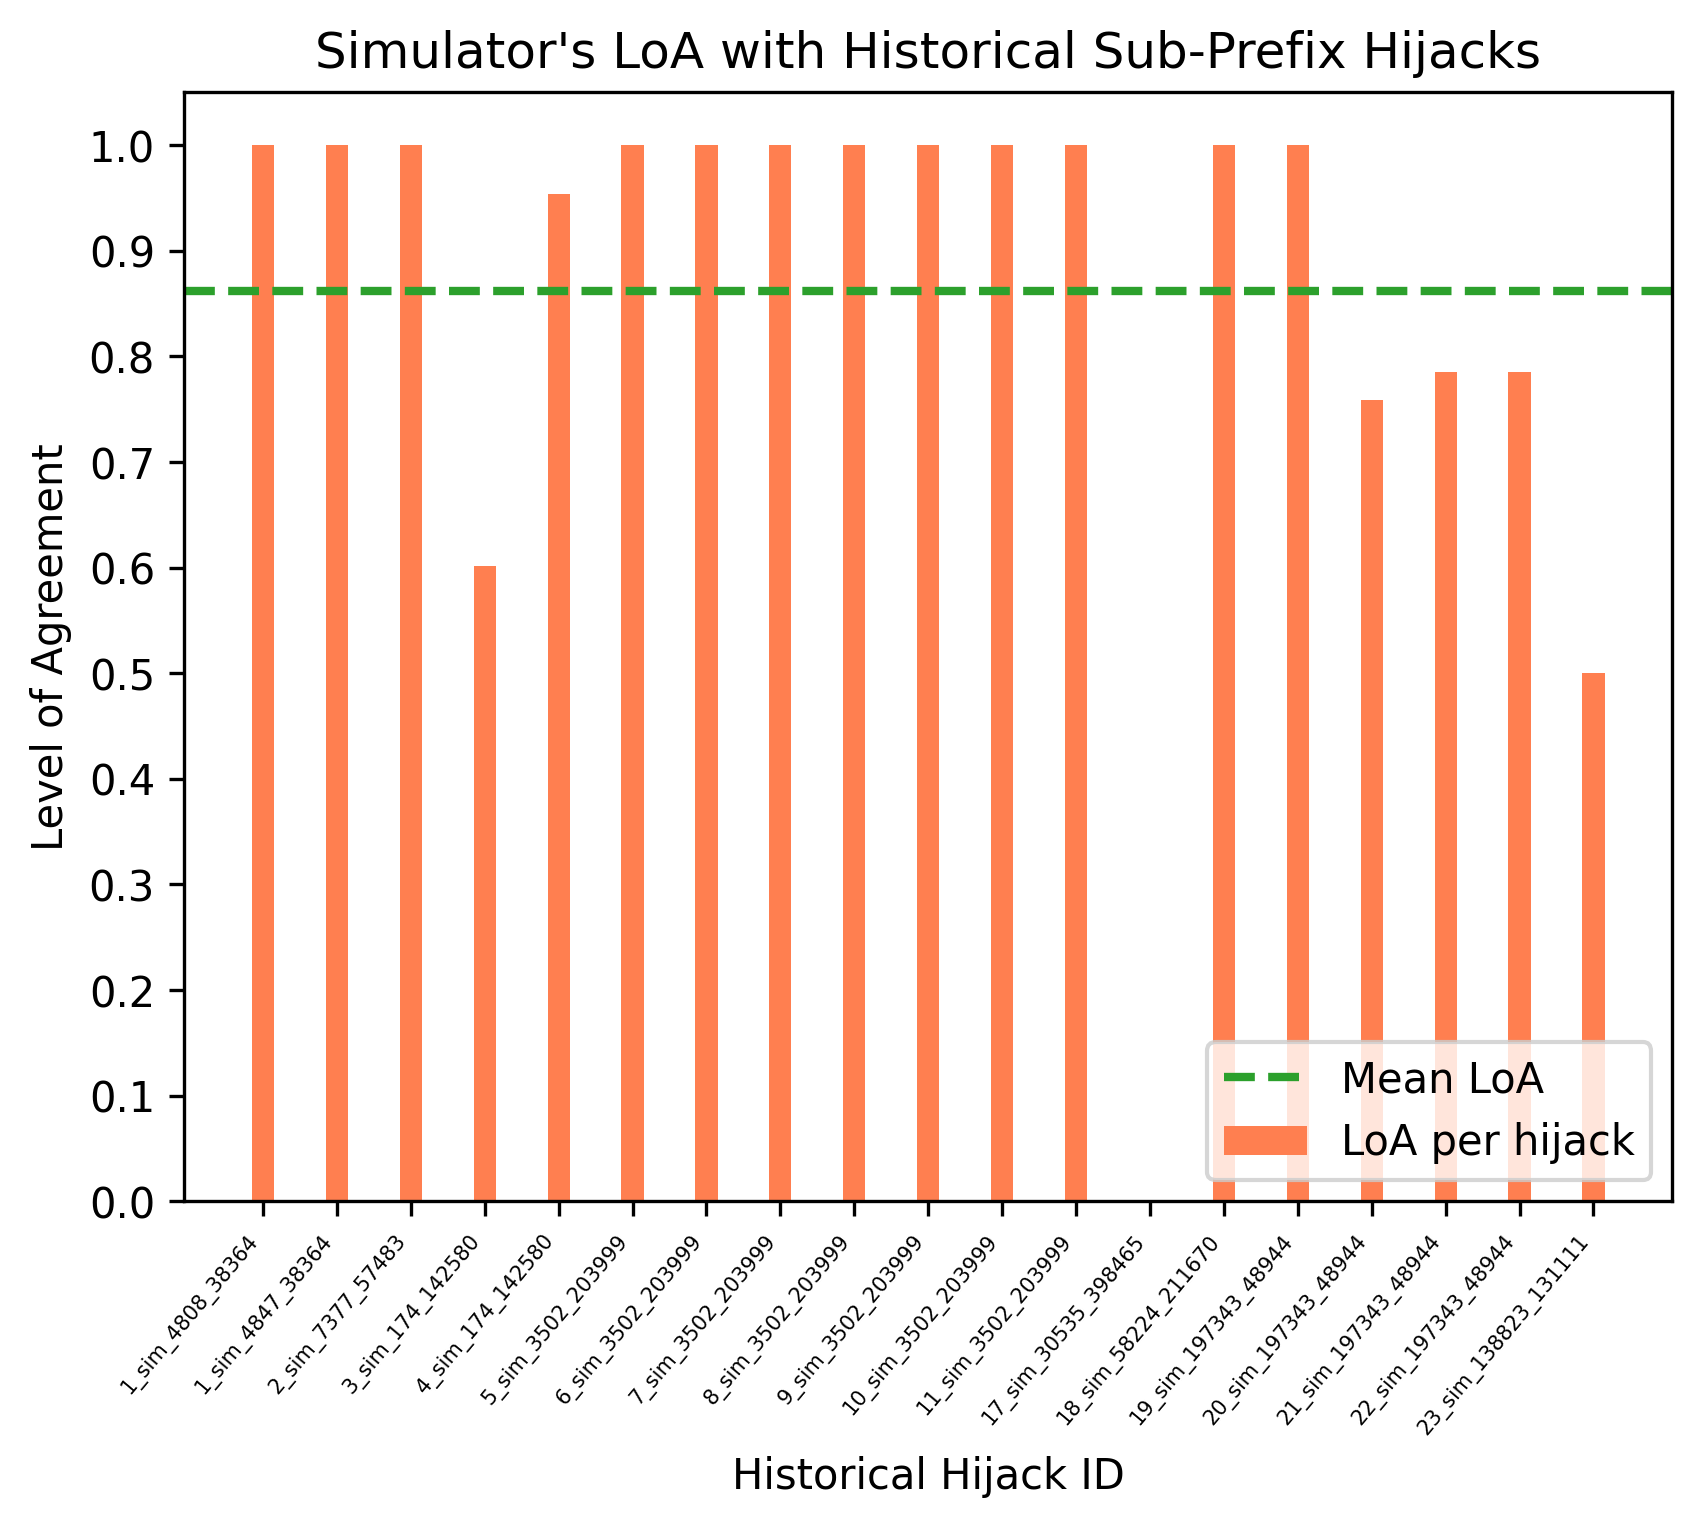 Simulator's LoA with Historical Sub-Prefix Hijacks
Level of Agreement
1.0
0.9
0.8
0.7
0.6
0.5
0.4
0.3
0.2
0.1
0.0
Mean LoA
LoA per hijack
1_sim_4808_38364
1_sim_4847_38364
2_sim_7377_57483
3_sim_174_142580
4_sim_174_142580
5_sim_3502_203999
6_sim_3502_203999
7_sim_3502_203999
8_sim_3502_203999
9_sim_3502_203999
10_sim_3502_203999
11_sim_3502_203999
17_sim_30535_398465
18_sim_58224_211670
19_sim_197343_48944
20_sim_197343_48944
21_sim_197343_48944
22_sim_197343_48944
23_sim_138823_131111
Historical Hijack ID